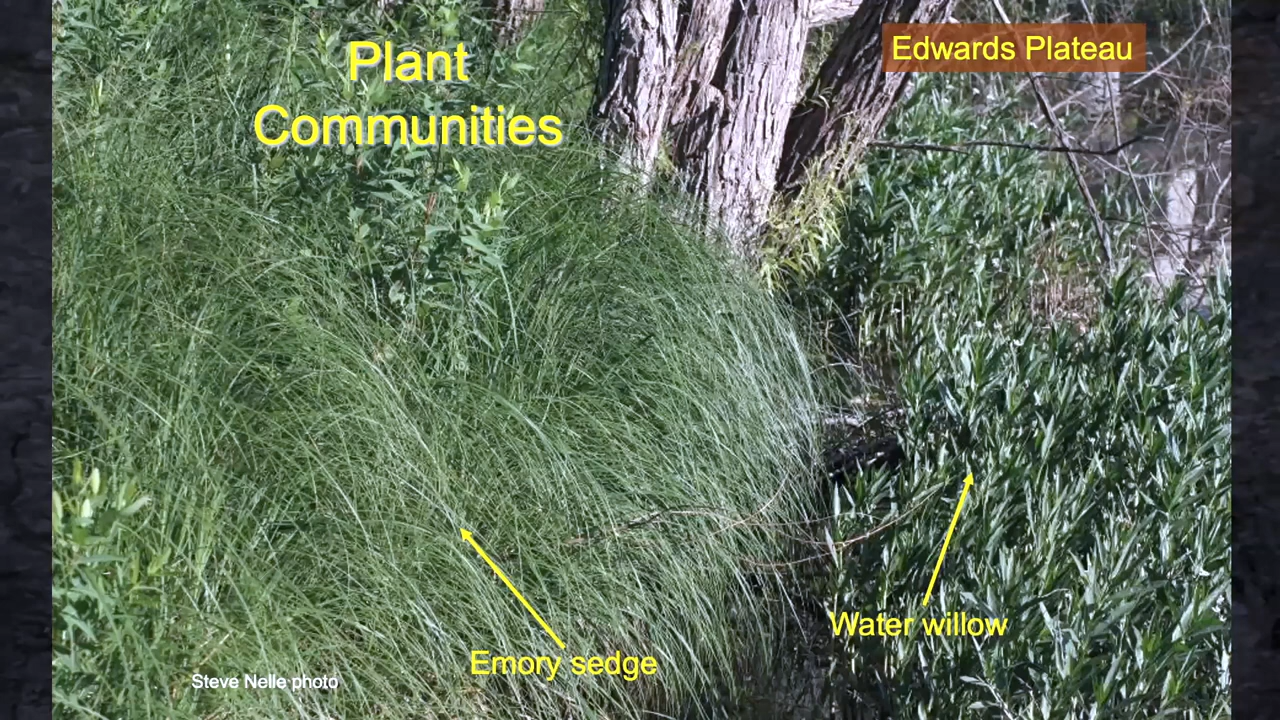 Plant
Communities
Edwards Plateau
Water willow
Emory sedge
Steve Nelle photo